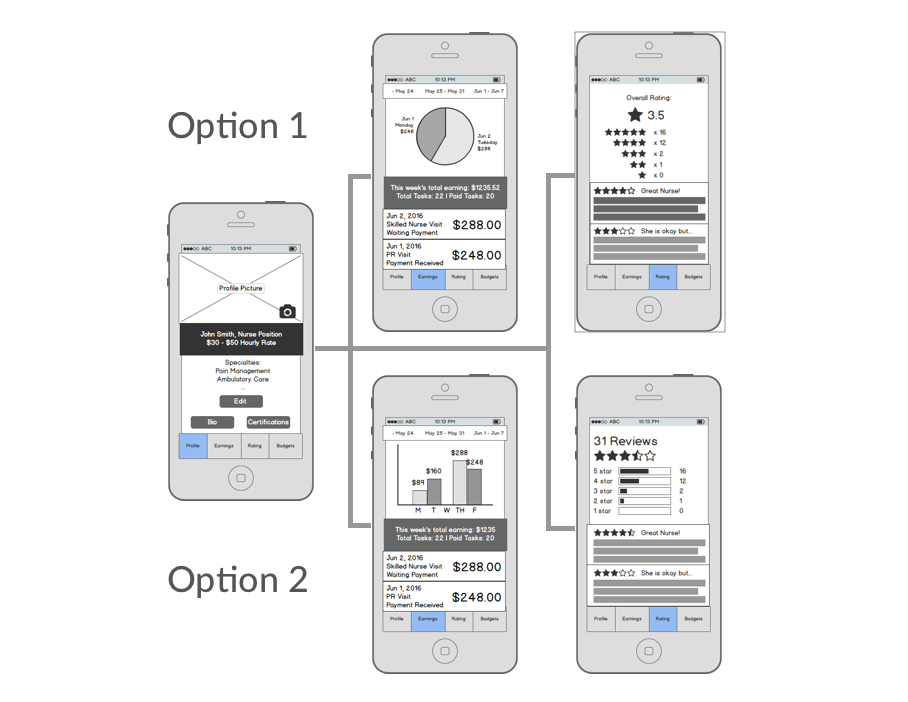 Option 1
ABC 10:13 PM
Profile Picture
John Smith, Nurse Position
$30 - $50 Hourly Rate
Specialties:
Pain Management
Ambulatory Care
...
Edit
Bio Certifications
Profile Earnings Rating Badgets
ABC 10:13 PM
- May 24 May 25 - May 31 Jun 1 - Jun 7
Jun 1
Monday
$248
Jun 2
Tuesday
$288
This week's total earning: $1235.52
Total Tasks: 22 | Paid Tasks: 20
Jun 2, 2016
Skilled Nurse Visit
Waiting Payment
$288.00
Jun 1, 2016
PR Visit
Payment Received
$248.00
Profile Earnings Rating Badgets
ABC 10:13 PM
Overall Rating:
3.5
x 16
x 12
x 2
x 1
x 0
Great Nurse!
She is okay but...
Profile Earnings Rating Badgets
Option 2
ABC 10:13 PM
- May 24 May 25 - May 31 Jun 1 - Jun 7
$89 $160 $288 $248
M T W TH F
This week's total earning: $1235
Total Tasks: 22 | Paid Tasks: 20
Jun 2, 2016
Skilled Nurse Visit
Waiting Payment
$288.00
Jun 1, 2016
PR Visit
Payment Received
$248.00
Profile Earnings Rating Badgets
ABC 10:13 PM
31 Reviews
5 star 16
4 star 12
3 star 2
2 star 1
1 star 0
Great Nurse!
She is okay but...
Profile Earnings Rating Badgets